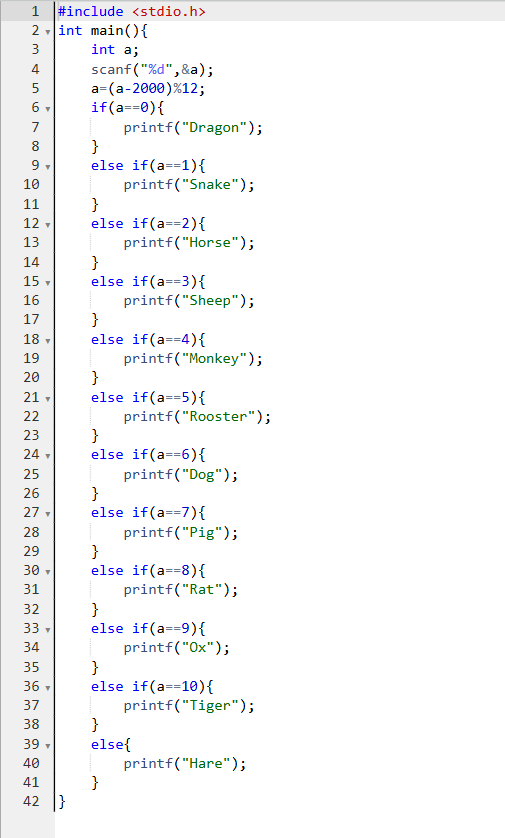 1 #include <stdio.h>
2 int main(){
3     int a;
4     scanf("%d",&a);
5     a=(a-2000)%12;
6     if(a==0){
7         printf("Dragon");
8     }
9     else if(a==1){
10         printf("Snake");
11     }
12     else if(a==2){
13         printf("Horse");
14     }
15     else if(a==3){
16         printf("Sheep");
17     }
18     else if(a==4){
19         printf("Monkey");
20     }
21     else if(a==5){
22         printf("Rooster");
23     }
24     else if(a==6){
25         printf("Dog");
26     }
27     else if(a==7){
28         printf("Pig");
29     }
30     else if(a==8){
31         printf("Rat");
32     }
33     else if(a==9){
34         printf("Ox");
35     }
36     else if(a==10){
37         printf("Tiger");
38     }
39     else{
40         printf("Hare");
41     }
42 }